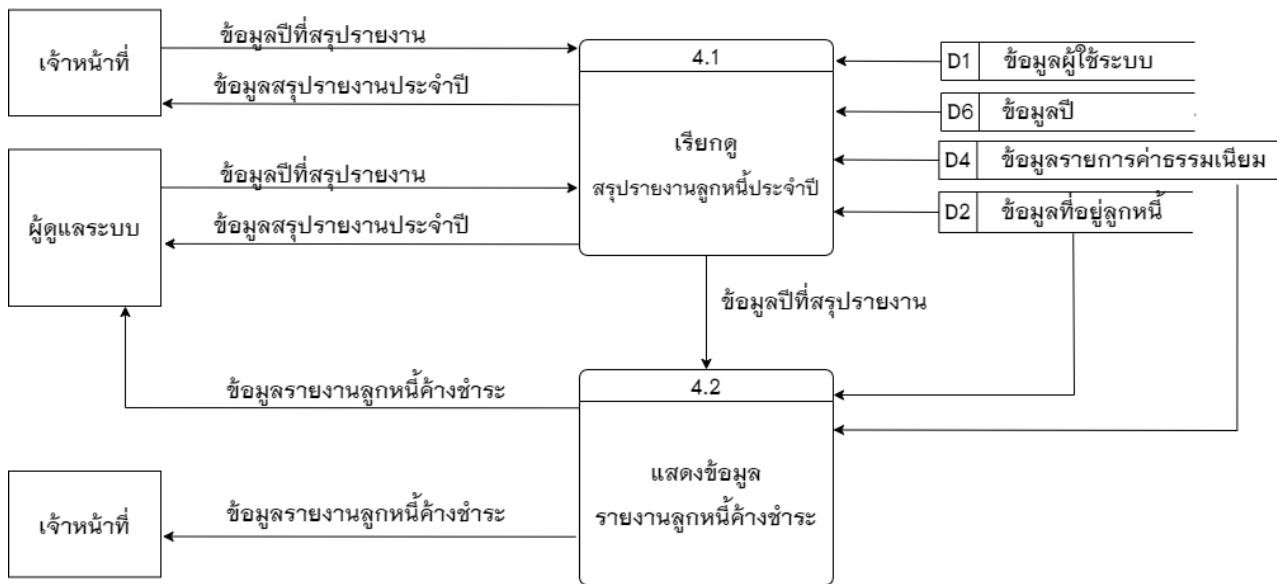 เจ้าหน้าที่
ข้อมูลปีที่สรุปรายงาน
ข้อมูลสรุปรายงานประจำปี
4.1
เรียกดู
สรุปรายงานลูกหนี้ประจำปี
D1 ข้อมูลผู้ใช้ระบบ
D6 ข้อมูลปี
D4 ข้อมูลรายการค่าธรรมเนียม
D2 ข้อมูลที่อยู่ลูกหนี้
ผู้ดูแลระบบ
ข้อมูลปีที่สรุปรายงาน
ข้อมูลสรุปรายงานประจำปี
ข้อมูลปีที่สรุปรายงาน
ข้อมูลรายงานลูกหนี้ค้างชำระ
4.2
แสดงข้อมูล
รายงานลูกหนี้ค้างชำระ
เจ้าหน้าที่
ข้อมูลรายงานลูกหนี้ค้างชำระ